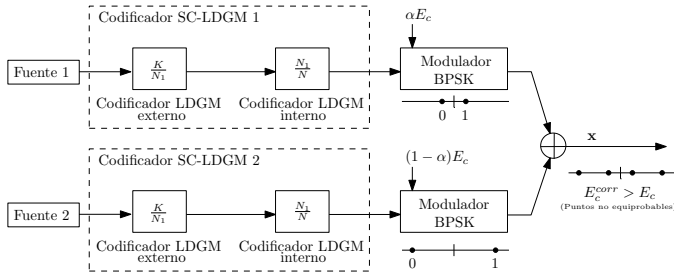 Codificador SC-LDGM 1
αE_c
Fuente 1
K/N_1
N_1/N
Modulador
BPSK
Codificador LDGM
externo
Codificador LDGM
interno
0 1
x
Codificador SC-LDGM 2
(1 − α)E_c
E_c^{corr} > E_c
(Puntos no equiprobables)
Fuente 2
K/N_1
N_1/N
Modulador
BPSK
Codificador LDGM
externo
Codificador LDGM
interno
0 1